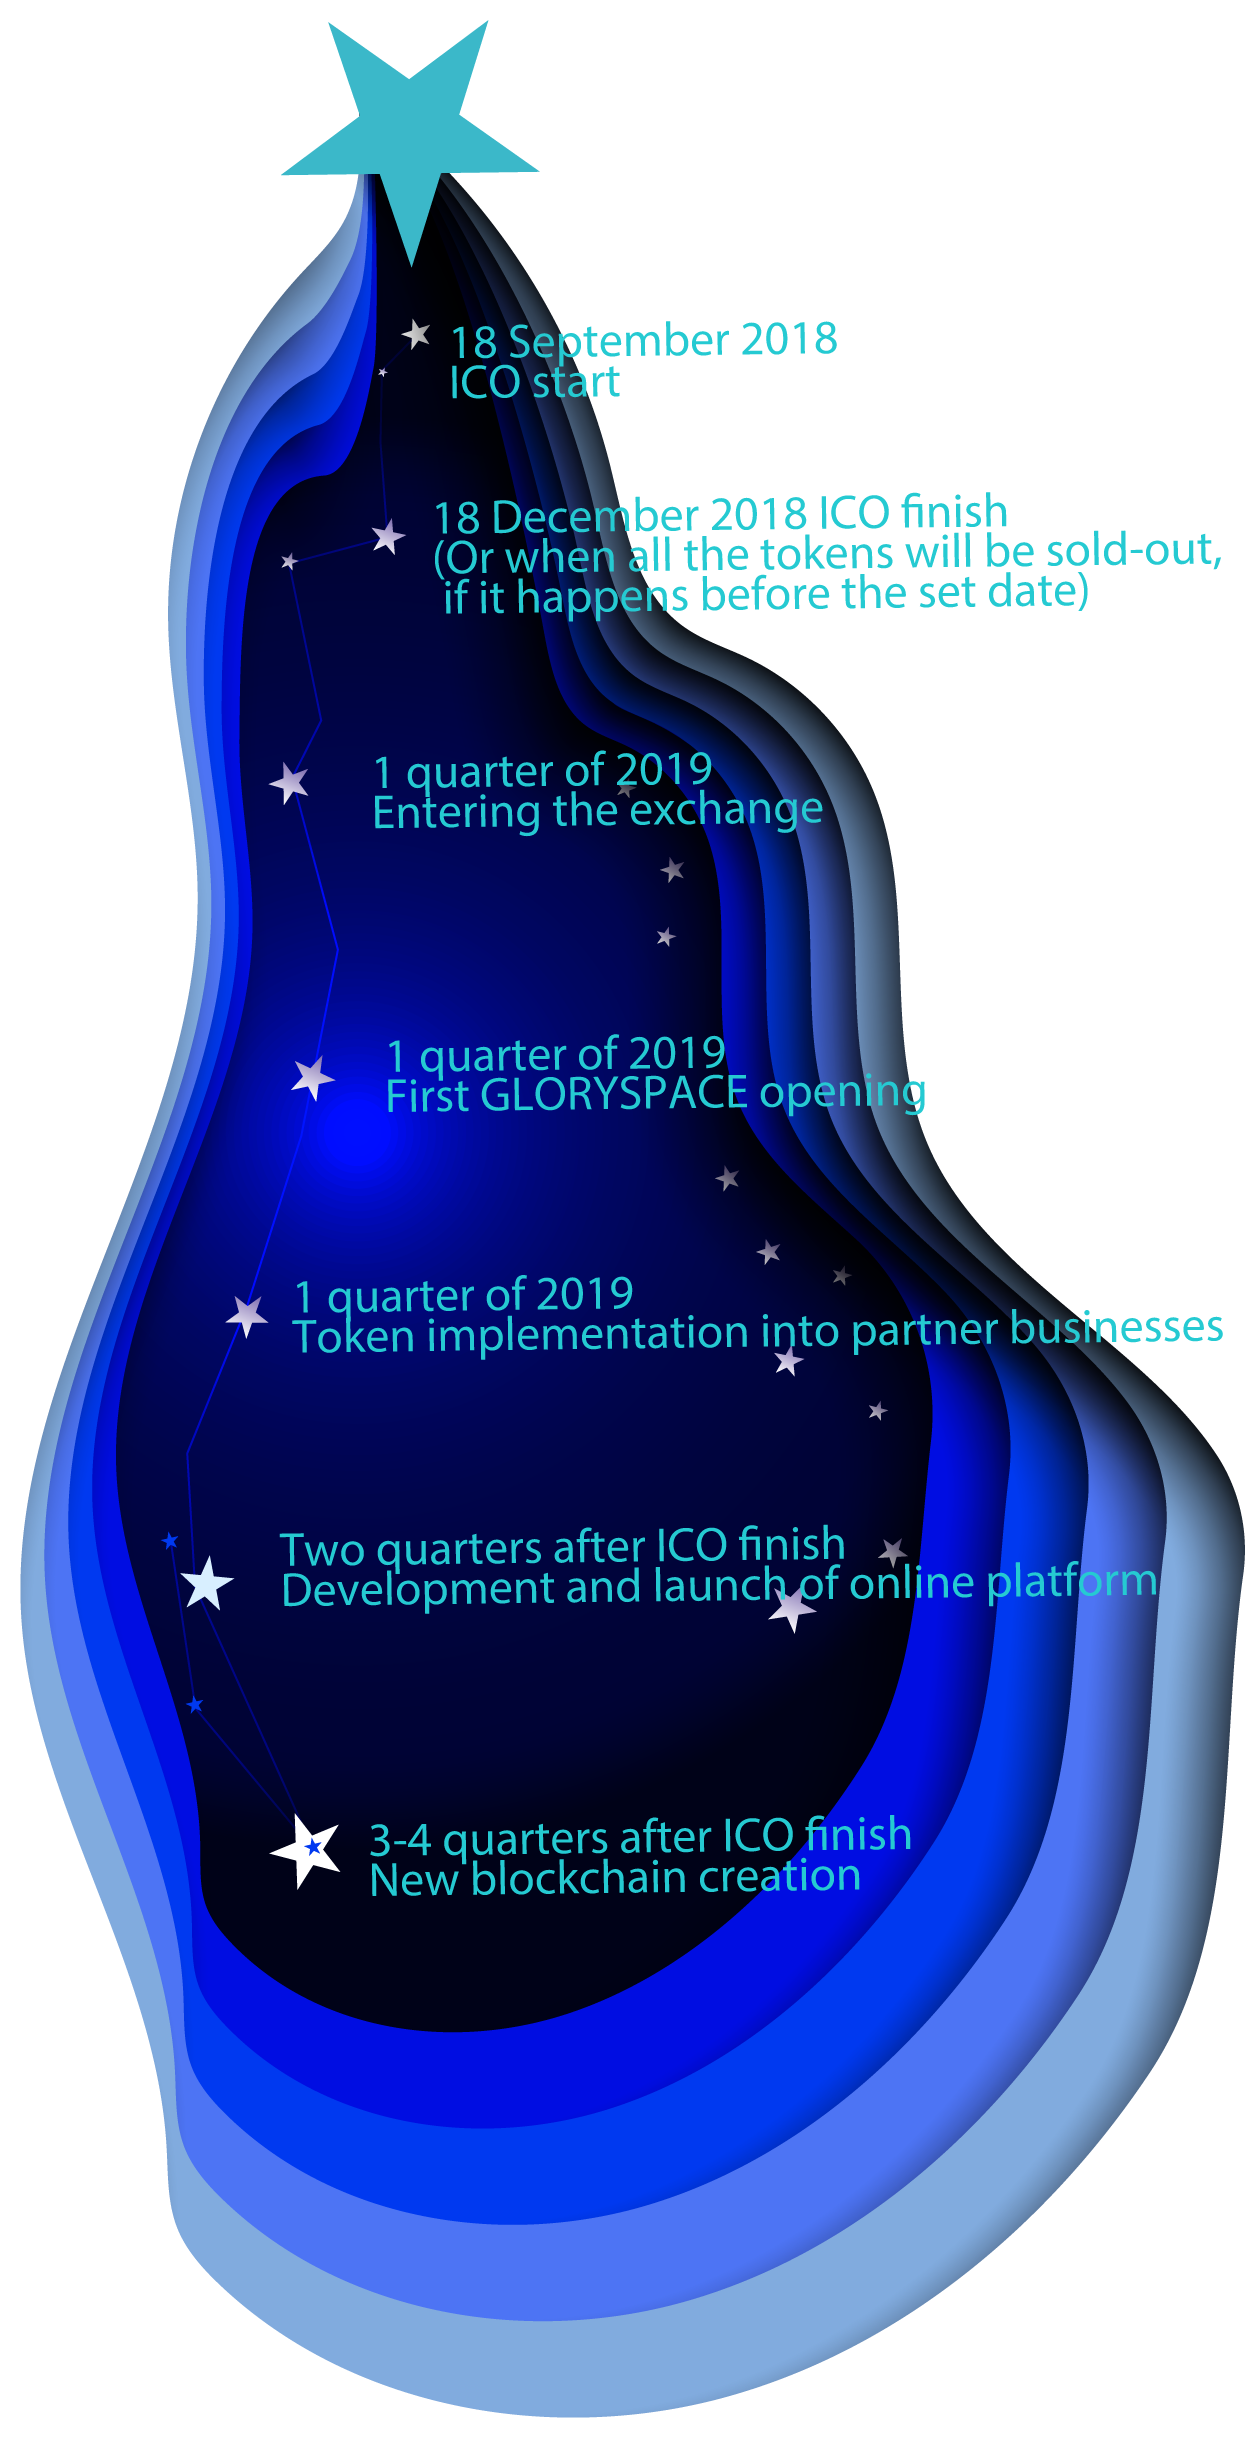 18 September 2018
ICO start
18 December 2018 ICO finish
(Or when all the tokens will be sold-out,
if it happens before the set date)
1 quarter of 2019
Entering the exchange
1 quarter of 2019
First GLORYSPACE opening
1 quarter of 2019
Token implementation into partner businesses
Two quarters after ICO finish
Development and launch of online platform
3-4 quarters after ICO finish
New blockchain creation